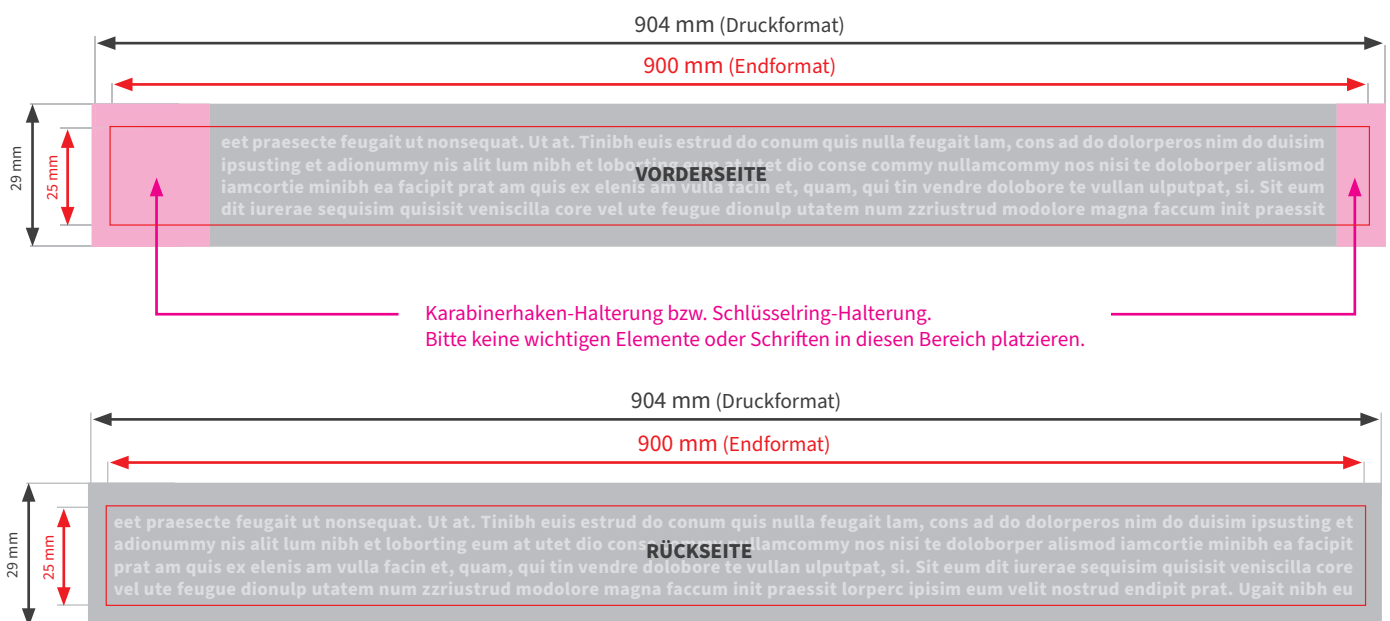 904 mm (Druckformat)
900 mm (Endformat)
29 mm
25 mm
eet praesecte feugait ut nonsequat. Ut at. Tinibh euis estrud do conum quis nulla feugait lam, cons ad do dolorperos nim do duisim
ipsusting et adionummy nis alit lum nibh et loborting eum at utet dio conse commy nullamcommy nos nisi te doloborper alismod
VORDERSEITE
iamcortie minibh ea facipit prat am quis ex elenis am vulla facin et, quam, qui tin vendre dolobore te vullan ulputpat, si. Sit eum
dit iurerae sequisim quisisit veniscilla core vel ute feugue dionulp utatem num zzriustrud modolore magna faccum init praessit
Karabinerhaken-Halterung bzw. Schlüsselring-Halterung.
Bitte keine wichtigen Elemente oder Schriften in diesen Bereich platzieren.
904 mm (Druckformat)
900 mm (Endformat)
29 mm
25 mm
eet praesecte feugait ut nonsequat. Ut at. Tinibh euis estrud do conum quis nulla feugait lam, cons ad do dolorperos nim do duisim ipsusting et
adionummy nis alit lum nibh et loborting eum at utet dio cons llamcommy nos nisi te doloborper alismod iamcortie minibh ea facipit
RÜCKSEITE
prat am quis ex elenis am vulla facin et, quam, qui tin vendre dolobore te vullan ulputpat, si. Sit eum dit iurerae sequisim quisisit veniscilla core
vel ute feugue dionulp utatem num zzriustrud modolore magna faccum init praessit lorperc ipisim eum velit nostrud endipit prat. Ugait nibh eu